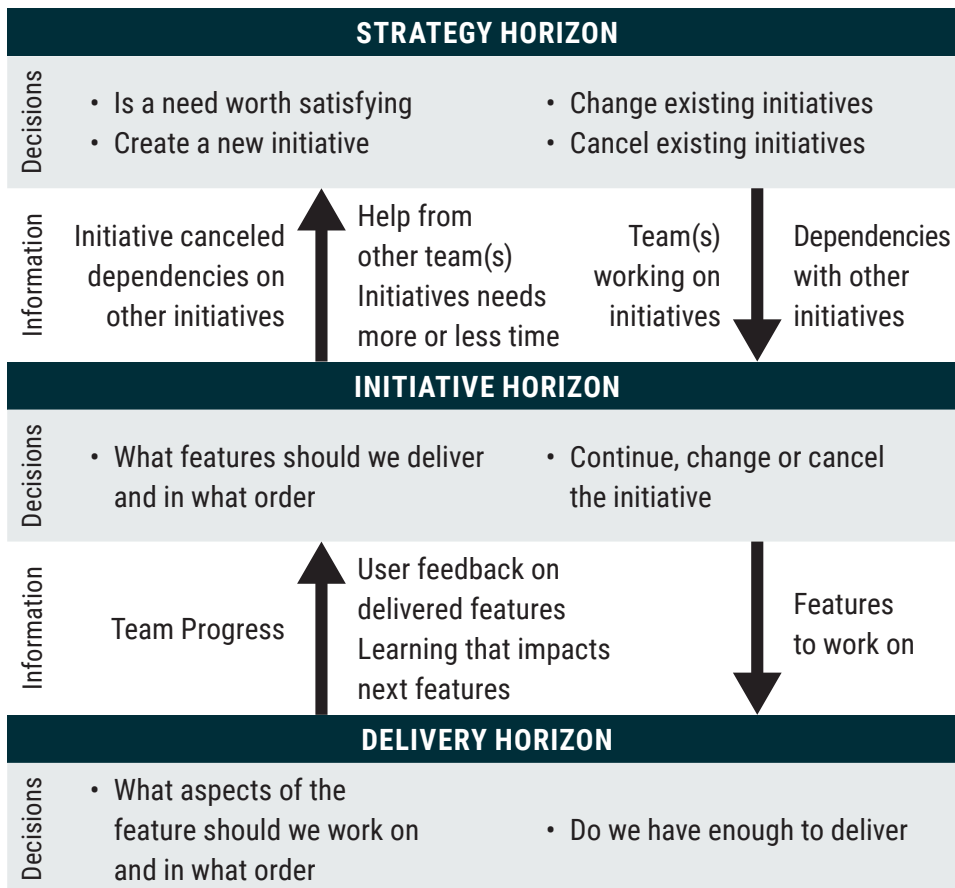 STRATEGY HORIZON
Decisions
• Is a need worth satisfying
• Create a new initiative
• Change existing initiatives
• Cancel existing initiatives
Information
Initiative canceled
dependencies on
other initiatives
Help from
other team(s)
Initiatives needs
more or less time
Team(s)
working on
initiatives
Dependencies
with other
initiatives
INITIATIVE HORIZON
Decisions
• What features should we deliver
and in what order
• Continue, change or cancel
the initiative
Information
Team Progress
User feedback on
delivered features
Learning that impacts
next features
Features
to work on
DELIVERY HORIZON
Decisions
• What aspects of the
feature should we work on
and in what order
• Do we have enough to deliver